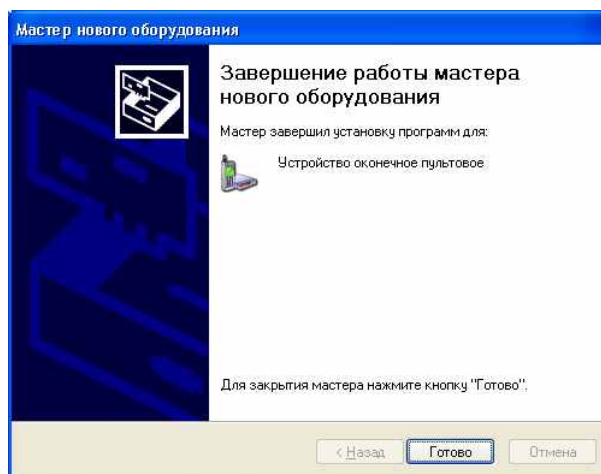 Мастер нового оборудования
Завершение работы мастера
нового оборудования
Мастер завершил установку программ для:
Устройство оконечное пультовое
Для закрытия мастера нажмите кнопку "Готово".
< Назад
Готово
Отмена